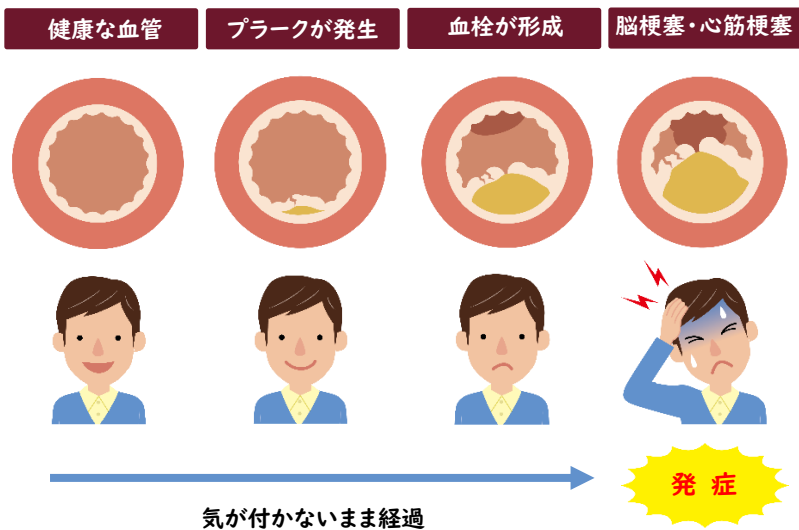 健康な血管
プラークが発生
血栓が形成
脳梗塞・心筋梗塞
発症
気が付かないまま経過